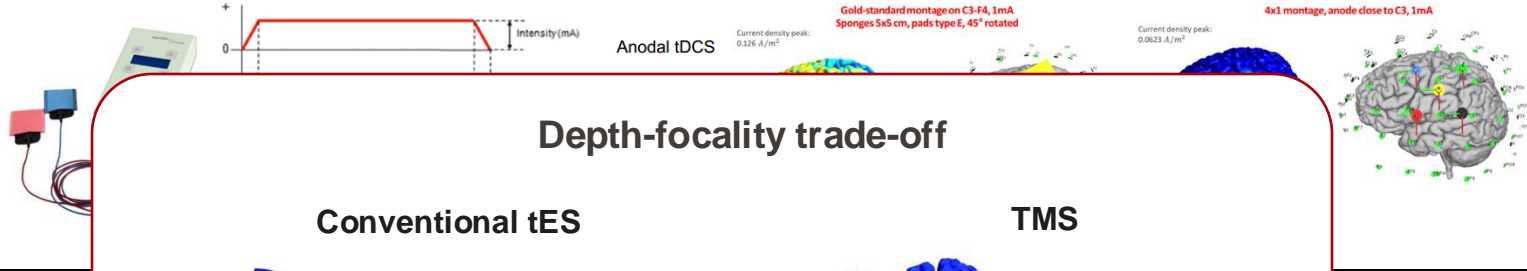 +
0
Intensity (mA)
Anodal tDCS
Gold-standard montage on C3-F4, 1mA
Sponges 5x5 cm, pads type E, 45° rotated
Current density peak:
0.126 A/m²
4x1 montage, anode close to C3, 1mA
Current density peak:
0.0623 A/m²
Depth-focality trade-off
Conventional tES
TMS